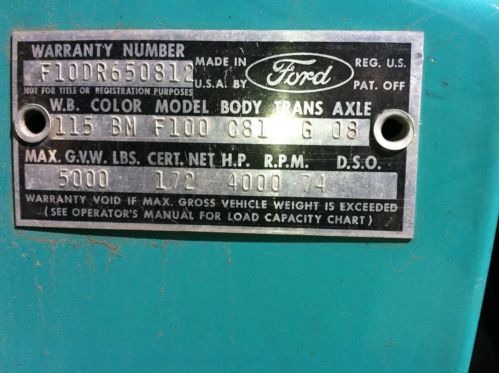 WARRANTY NUMBER
MADE IN
U.S.A. BY
Ford
REG. U.S.
PAT. OFF
F10DR650812
NOT FOR TITLE OR REGISTRATION PURPOSES
W.B. COLOR MODEL BODY TRANS AXLE
115 BM F100 C81 G 08
MAX. G.V.W. LBS. CERT. NET H.P. R.P.M. D.S.O.
5000 172 4000 74
WARRANTY VOID IF MAX. GROSS VEHICLE WEIGHT IS EXCEEDED
(SEE OPERATOR'S MANUAL FOR LOAD CAPACITY CHART)